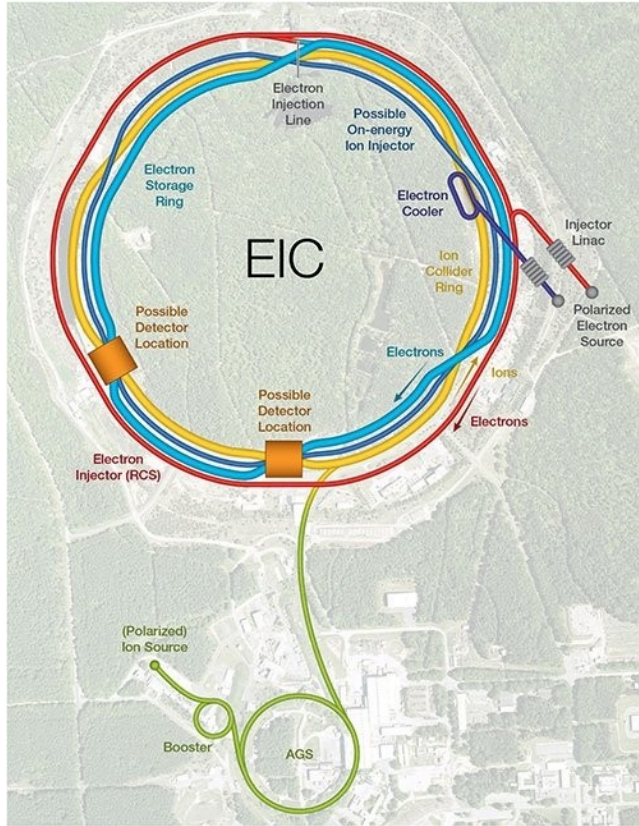 Electron
Injection
Line
Possible
On-energy
Ion Injector
Electron
Storage
Ring
Electron
Cooler
Injector
Linac
EIC
Ion
Collider
Ring
Polarized
Electron
Source
Possible
Detector
Location
Electrons
Ions
Possible
Detector
Location
Electrons
Electron
Injector (RCS)
(Polarized)
Ion Source
Booster
AGS